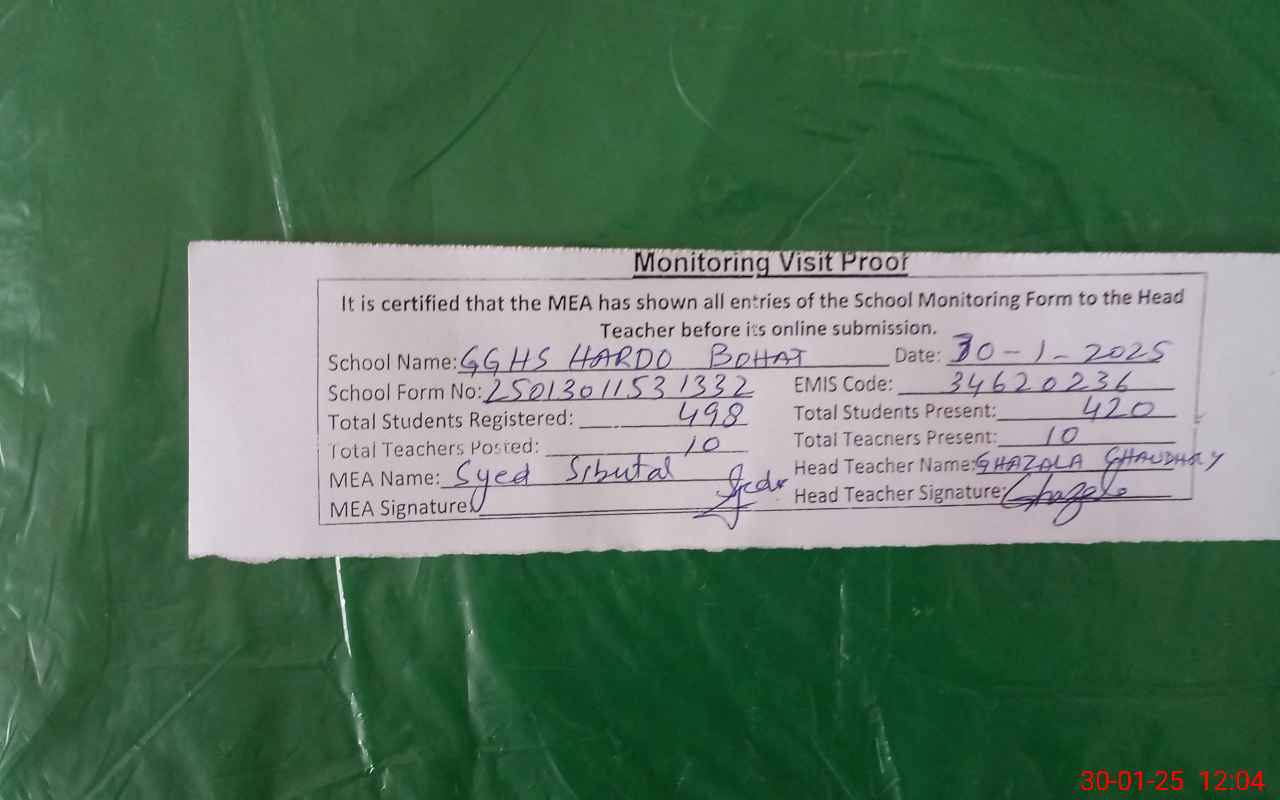 Monitoring Visit Proof
It is certified that the MEA has shown all entries of the School Monitoring Form to the Head
Teacher before its online submission.
School Name: GGHS HARDO BOHAT Date: 30-1-2025
School Form No: 25013011531332 EMIS Code: 34620236
Total Students Registered: 498 Total Students Present: 420
Total Teachers Posted: 10 Total Teachers Present: 10
MEA Name: Syed Sibutal Head Teacher Name: GHAZALA CHAUDHRY
MEA Signature: Head Teacher Signature: Ghazala
30-01-25 12:04